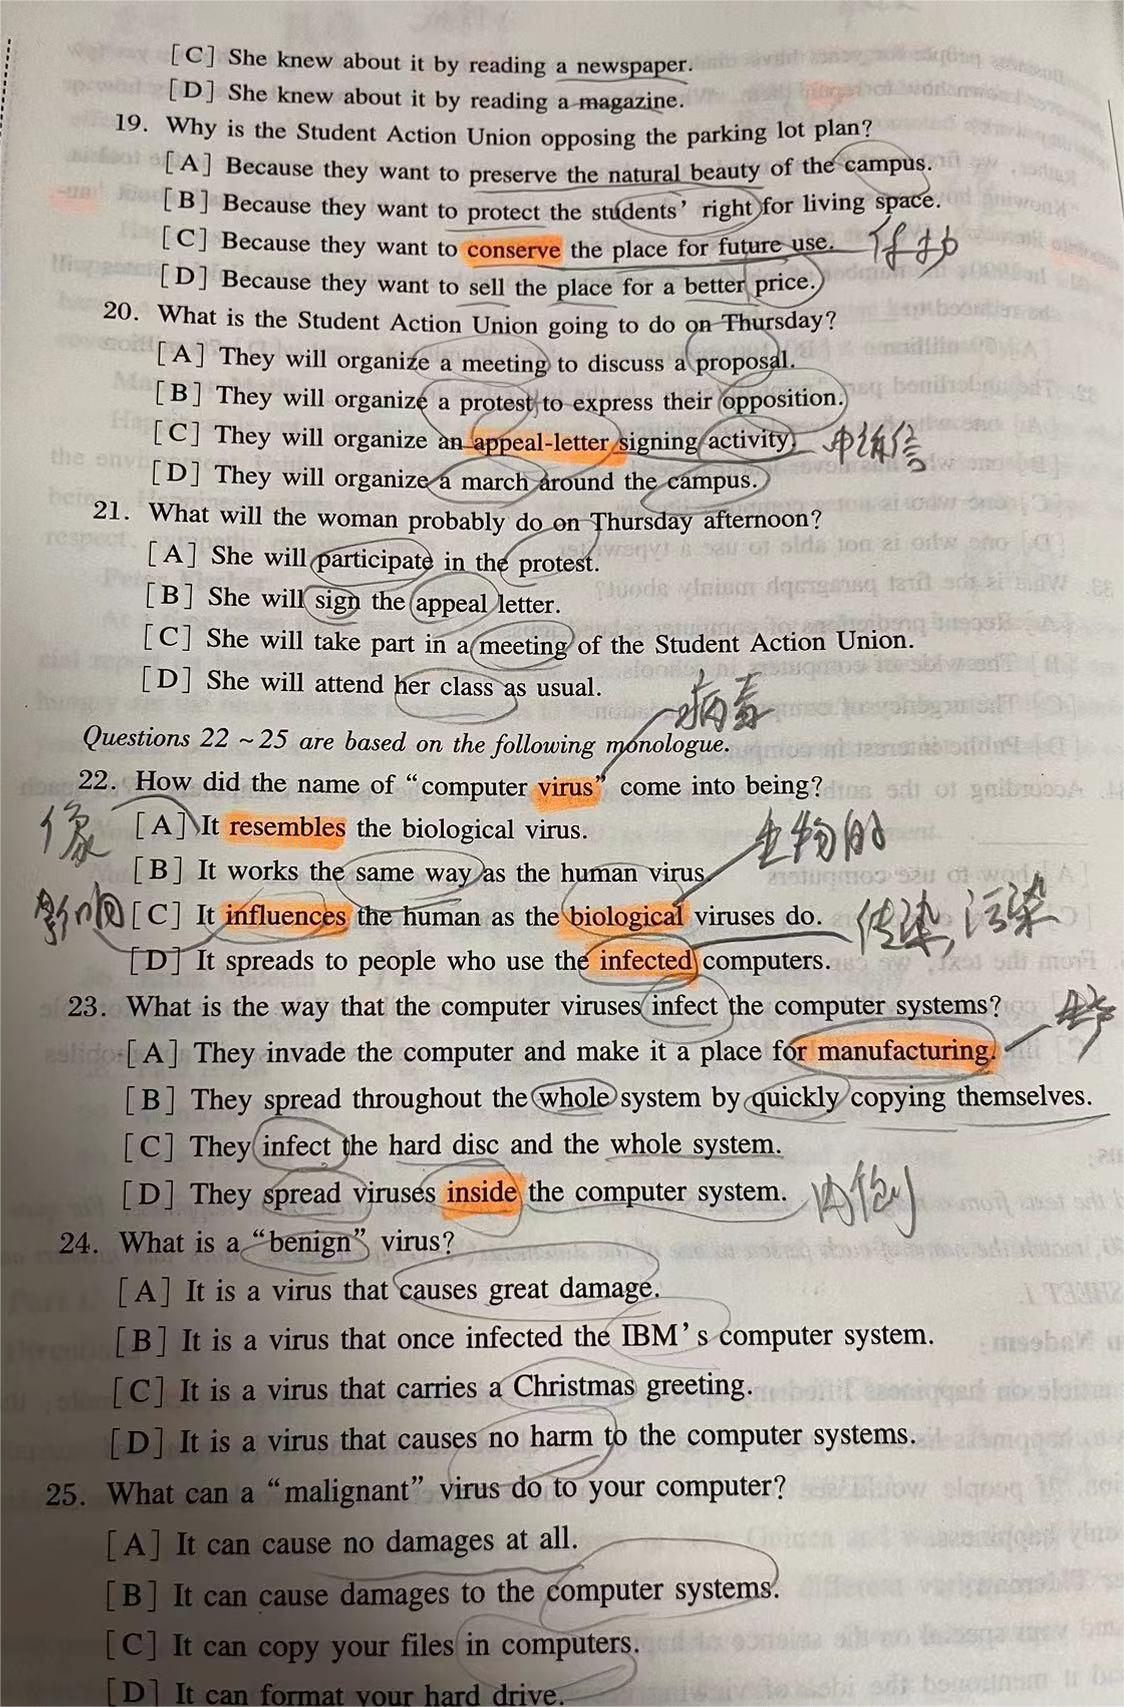 [C] She knew about it by reading a newspaper.
[D] She knew about it by reading a magazine.
19. Why is the Student Action Union opposing the parking lot plan?
[A] Because they want to preserve the natural beauty of the campus.
[B] Because they want to protect the students' right for living space.
[C] Because they want to conserve the place for future use. 保护
[D] Because they want to sell the place for a better price.
20. What is the Student Action Union going to do on Thursday?
[A] They will organize a meeting to discuss a proposal.
[B] They will organize a protest to express their opposition.
[C] They will organize an appeal-letter signing activity. 申诉信
[D] They will organize a march around the campus.
21. What will the woman probably do on Thursday afternoon?
[A] She will participate in the protest.
[B] She will sign the appeal letter.
[C] She will take part in a meeting of the Student Action Union.
[D] She will attend her class as usual.
病毒
Questions 22 ~ 25 are based on the following monologue.
22. How did the name of “computer virus” come into being?
像 [A] It resembles the biological virus. 生物的
[B] It works the same way as the human virus.
影响 [C] It influences the human as the biological viruses do. 传染,污染
[D] It spreads to people who use the infected computers.
23. What is the way that the computer viruses infect the computer systems?
[A] They invade the computer and make it a place for manufacturing. 生产
[B] They spread throughout the whole system by quickly copying themselves.
[C] They infect the hard disc and the whole system.
[D] They spread viruses inside the computer system. 内侧
24. What is a “benign” virus?
[A] It is a virus that causes great damage.
[B] It is a virus that once infected the IBM's computer system.
[C] It is a virus that carries a Christmas greeting.
[D] It is a virus that causes no harm to the computer systems.
25. What can a “malignant” virus do to your computer?
[A] It can cause no damages at all.
[B] It can cause damages to the computer systems.
[C] It can copy your files in computers.
[D] It can format your hard drive.